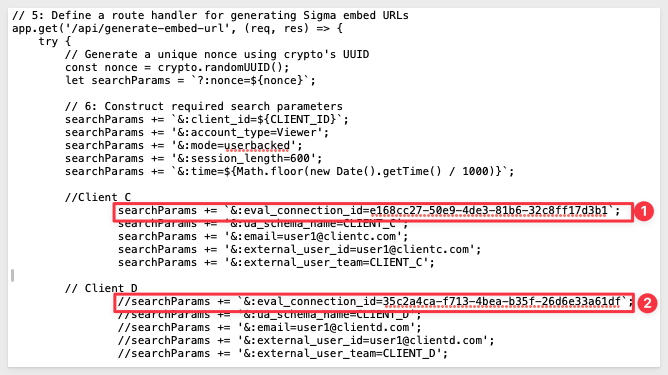 // 5: Define a route handler for generating Sigma embed URLs
app.get('/api/generate-embed-url', (req, res) => {
try {
// Generate a unique nonce using crypto's UUID
const nonce = crypto.randomUUID();
let searchParams = `?:nonce=${nonce}`;
// 6: Construct required search parameters
searchParams += `&:client_id=${CLIENT_ID}`;
searchParams += '&:account_type=Viewer';
searchParams += '&:mode=userbacked';
searchParams += '&:session_length=600';
searchParams += `&:time=${Math.floor(new Date().getTime() / 1000)}`;
//Client C
searchParams += `&:eval_connection_id=e168cc27-50e9-4de3-81b6-32c8ff17d3b1`; 1
searchParams += '&:ua_schema_name=CLIENT_C';
searchParams += '&:email=user1@clientc.com';
searchParams += '&:external_user_id=user1@clientc.com';
searchParams += '&:external_user_team=CLIENT_C';
// Client D
//searchParams += `&:eval_connection_id=35c2a4ca-f713-4bea-b35f-26d6e33a61df`; 2
//searchParams += '&:ua_schema_name=CLIENT_D';
//searchParams += '&:email=user1@clientd.com';
//searchParams += '&:external_user_id=user1@clientd.com';
//searchParams += '&:external_user_team=CLIENT_D';